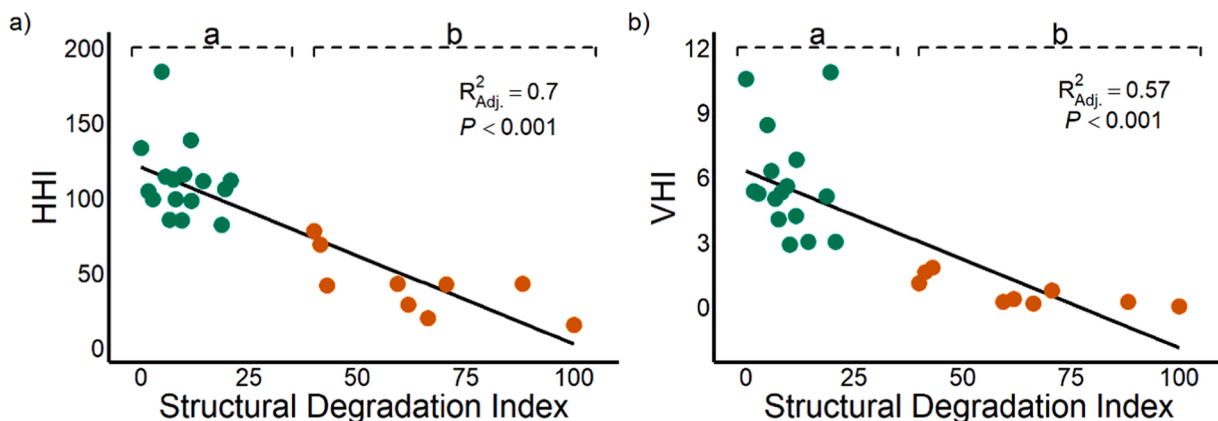 a)
a
b
200
150
100
50
0
HHI
R²Adj. = 0.7
P < 0.001
0 25 50 75 100
Structural Degradation Index
b)
a
b
12
9
6
3
0
VHI
R²Adj. = 0.57
P < 0.001
0 25 50 75 100
Structural Degradation Index